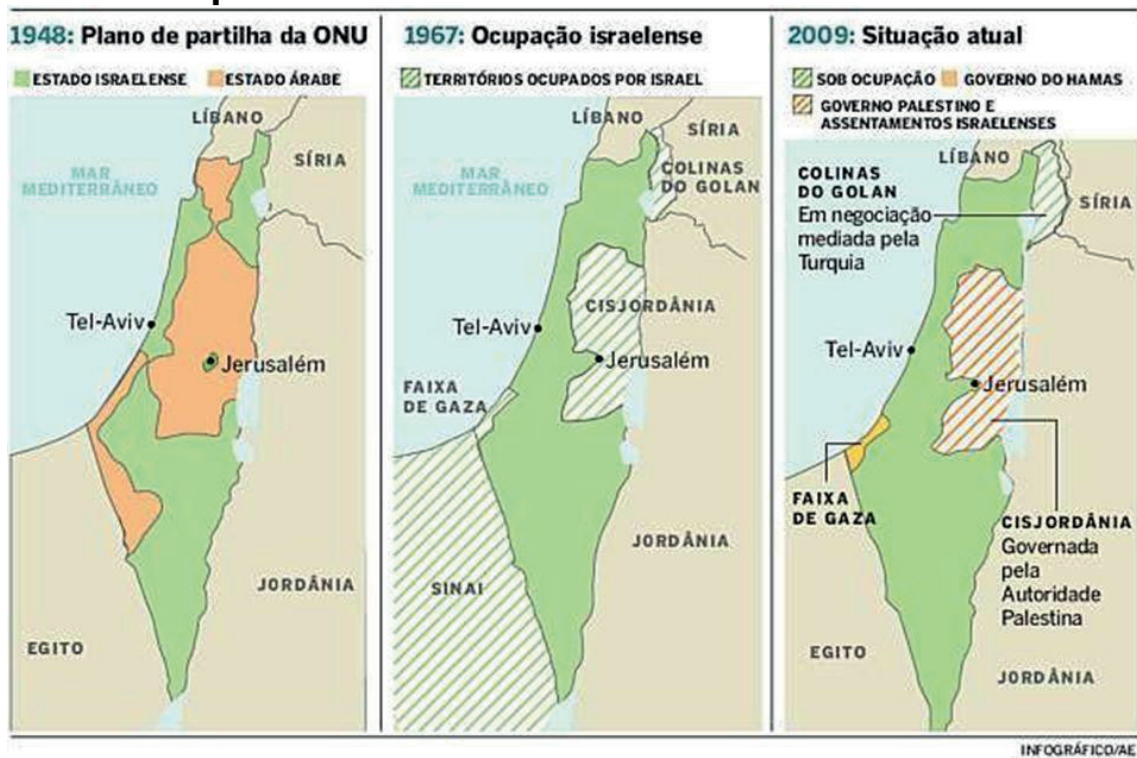 1948: Plano de partilha da ONU
ESTADO ISRAELENSE
ESTADO ÁRABE
LÍBANO
SÍRIA
MAR
MEDITERRÂNEO
Tel-Aviv
Jerusalém
JORDÂNIA
EGITO
1967: Ocupação israelense
TERRITÓRIOS OCUPADOS POR ISRAEL
LÍBANO
SÍRIA
MAR
MEDITERRÂNEO
COLINAS
DO GOLAN
CISJORDÂNIA
Tel-Aviv
Jerusalém
FAIXA
DE GAZA
JORDÂNIA
SINAI
2009: Situação atual
SOB OCUPAÇÃO
GOVERNO DO HAMAS
GOVERNO PALESTINO E
ASSENTAMENTOS ISRAELENSES
LÍBANO
COLINAS
DO GOLAN
Em negociação
mediada pela
Turquia
SÍRIA
Tel-Aviv
Jerusalém
FAIXA
DE GAZA
CISJORDÂNIA
Governada
pela
Autoridade
Palestina
EGITO
JORDÂNIA
INFOGRÁFICO/AE